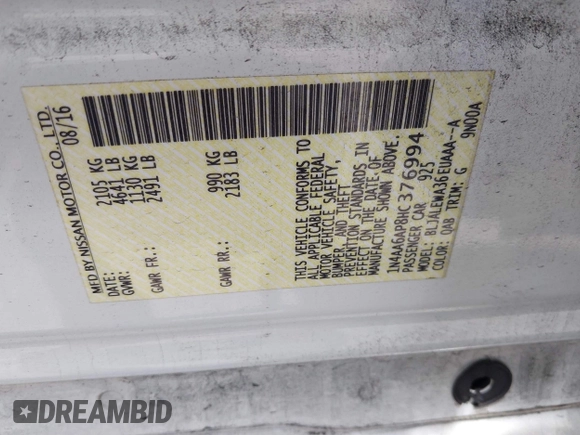 MFD BY NISSAN MOTOR CO., LTD.
DATE: 08/16
GVWR: 2105 KG
4641 LB
GAWR FR.: 1130 KG
2491 LB
GAWR RR.: 990 KG
2183 LB
THIS VEHICLE CONFORMS TO
ALL APPLICABLE FEDERAL
MOTOR VEHICLE SAFETY,
BUMPER, AND THEFT
PREVENTION STANDARDS IN
EFFECT ON THE DATE OF
MANUFACTURE SHOWN ABOVE.
1N4AA6AP8HC376994
PASSENGER CAR 925
MODEL: BLJALEWA36EUAAA--A
COLOR: QAB TRIM: G 9N00A
DREAMBID